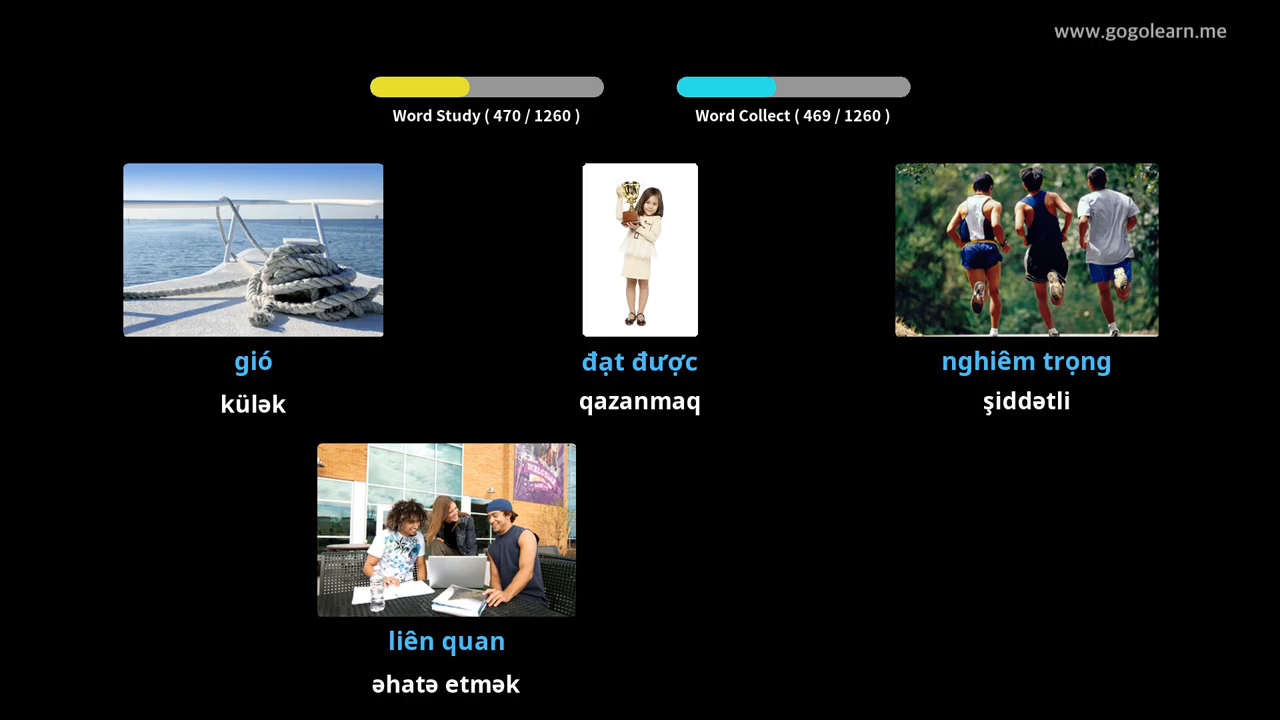 www.gogolearn.me
Word Study ( 470 / 1260 )
Word Collect ( 469 / 1260 )
gió
külək
đạt được
qazanmaq
nghiêm trọng
şiddətli
WELCOME
liên quan
əhatə etmək